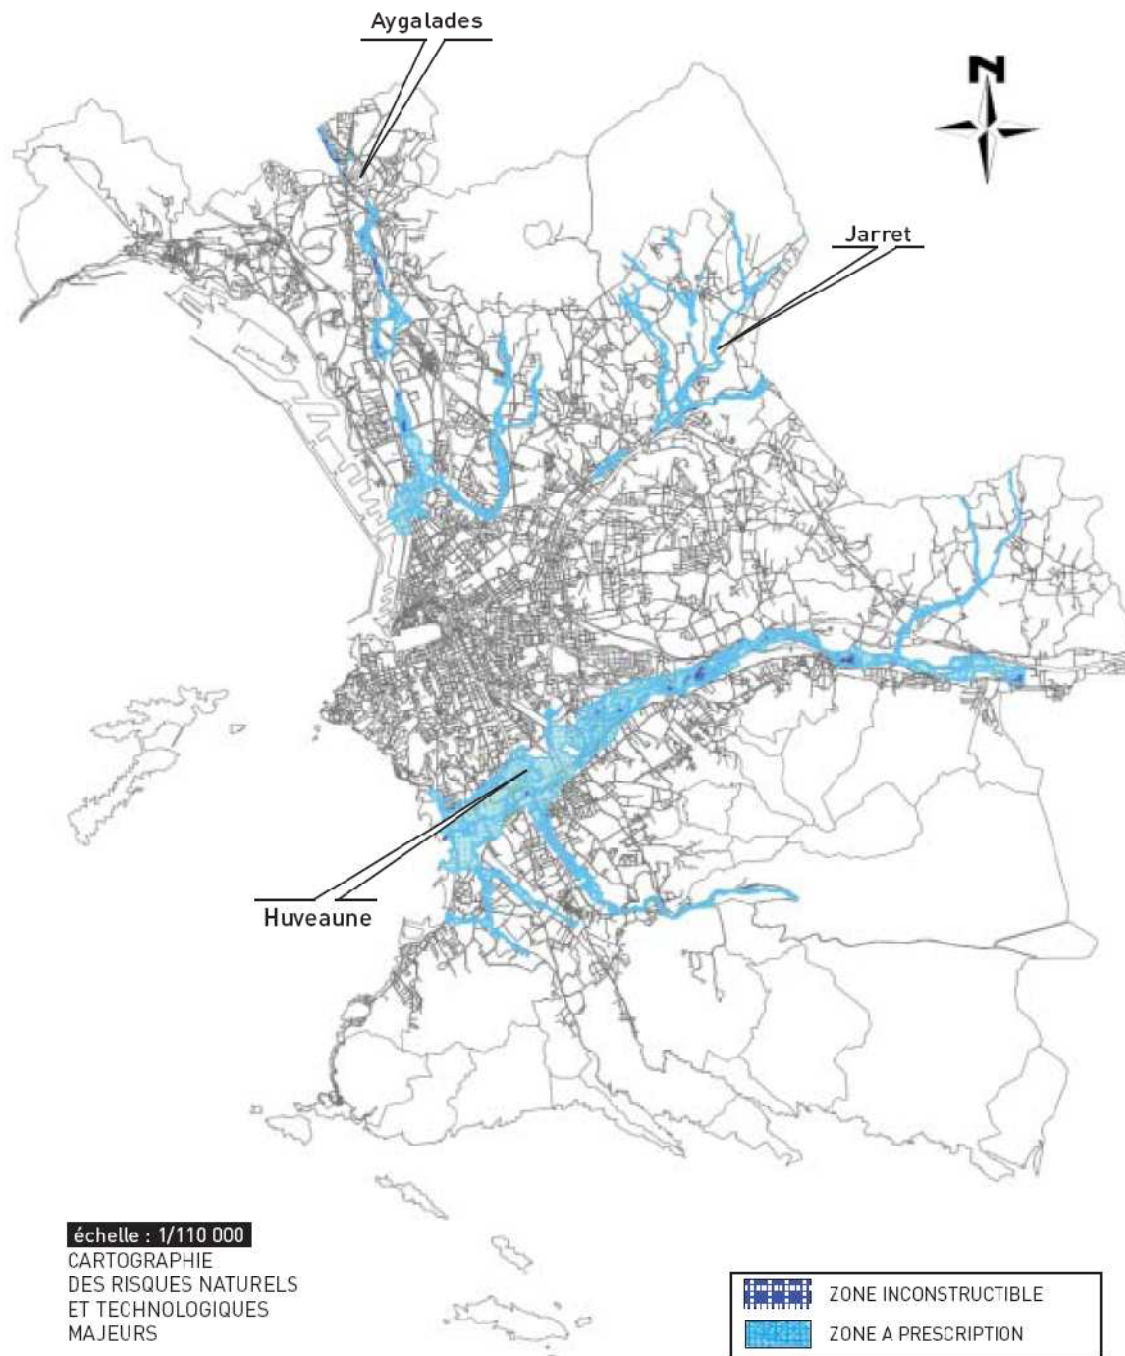 Aygalades
N
Jarret
Huveaune
échelle : 1/110 000
CARTOGRAPHIE
DES RISQUES NATURELS
ET TECHNOLOGIQUES
MAJEURS
ZONE INCONSTRUCTIBLE
ZONE A PRESCRIPTION